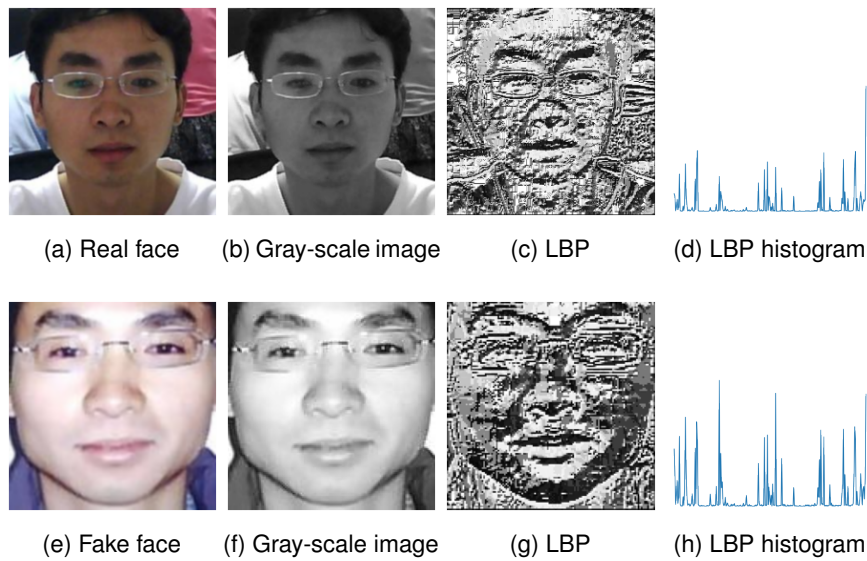 (a) Real face (b) Gray-scale image (c) LBP (d) LBP histogram
(e) Fake face (f) Gray-scale image (g) LBP (h) LBP histogram